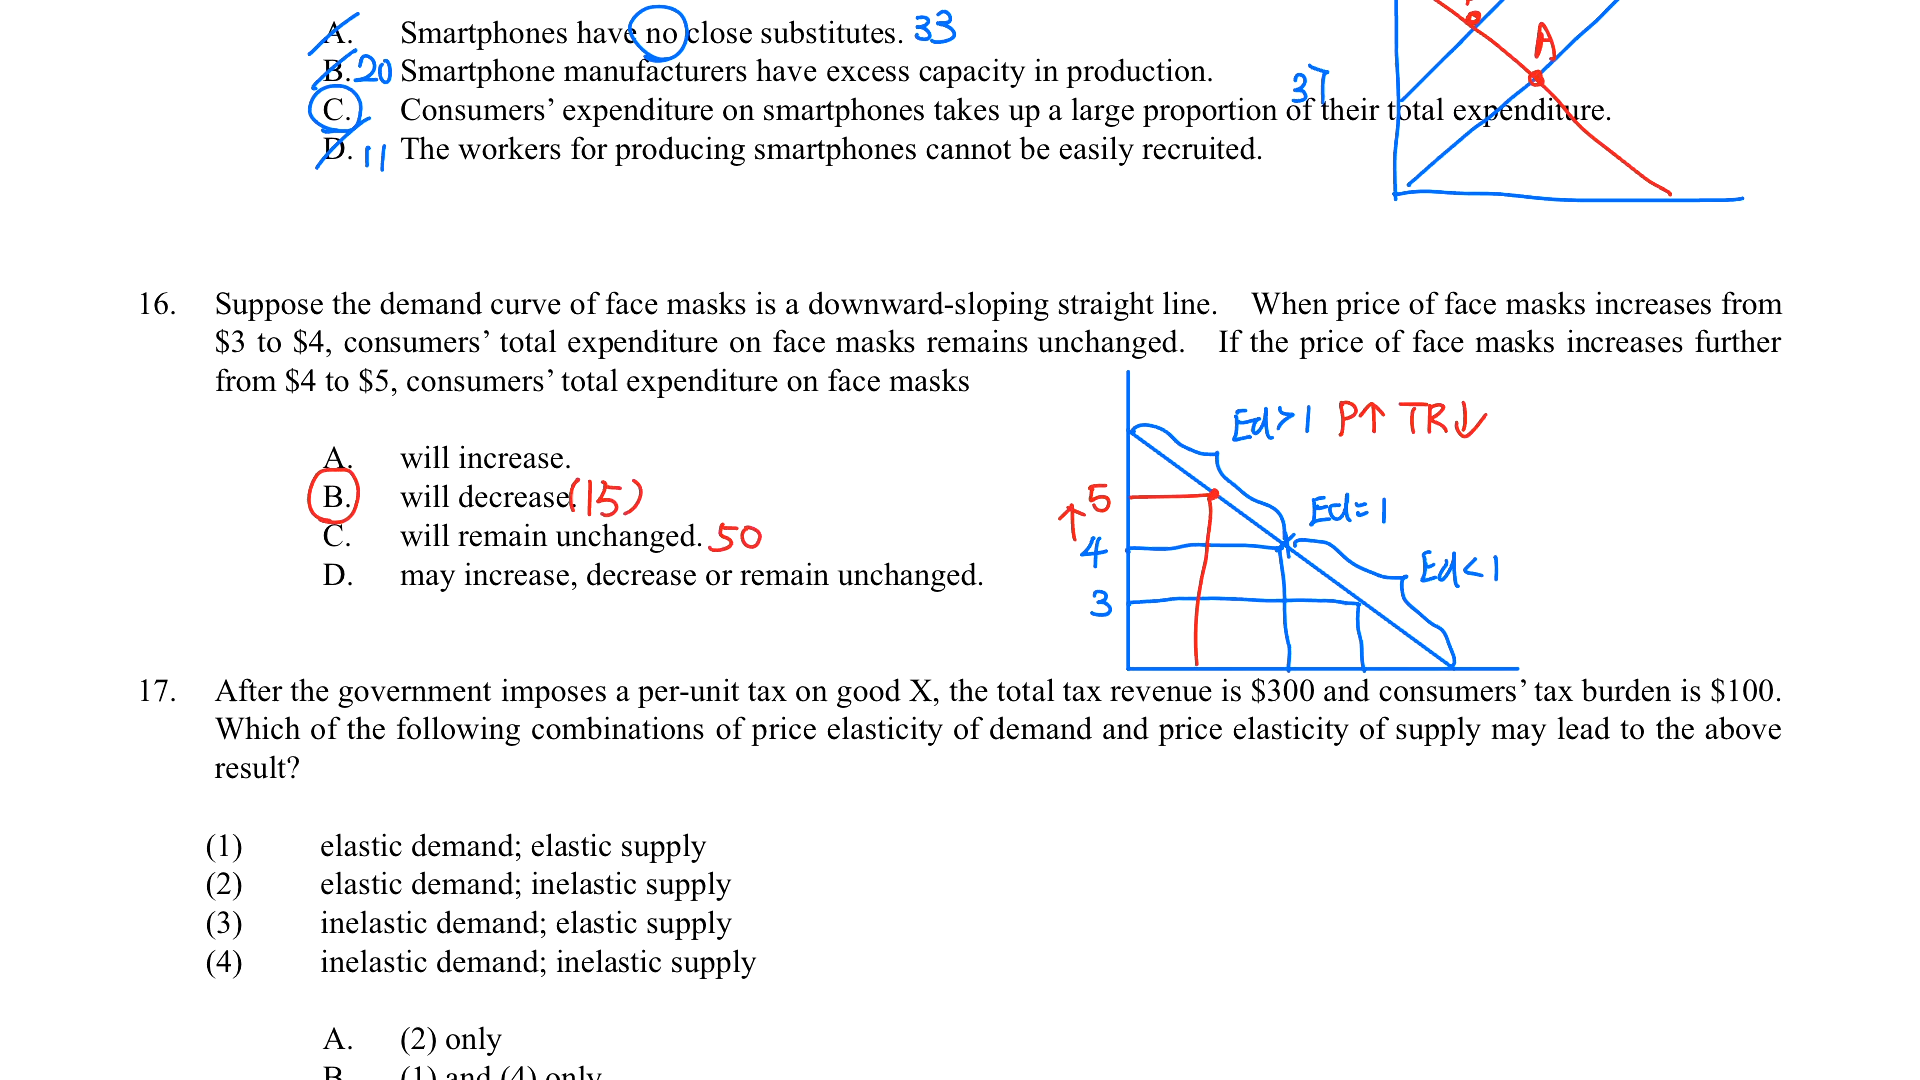 A. Smartphones have no close substitutes. 33
B. 20 Smartphone manufacturers have excess capacity in production.
C. Consumers’ expenditure on smartphones takes up a large proportion of their total expenditure. 37
D. 11 The workers for producing smartphones cannot be easily recruited.
A
16. Suppose the demand curve of face masks is a downward-sloping straight line. When price of face masks increases from
$3 to $4, consumers’ total expenditure on face masks remains unchanged. If the price of face masks increases further
from $4 to $5, consumers’ total expenditure on face masks
A. will increase.
B. will decrease. (15)
C. will remain unchanged. 50
D. may increase, decrease or remain unchanged.
Ed>1 P↑ TR↓
↑5
Ed=1
4
Ed<1
3
17. After the government imposes a per-unit tax on good X, the total tax revenue is $300 and consumers’ tax burden is $100.
Which of the following combinations of price elasticity of demand and price elasticity of supply may lead to the above
result?
(1) elastic demand; elastic supply
(2) elastic demand; inelastic supply
(3) inelastic demand; elastic supply
(4) inelastic demand; inelastic supply
A. (2) only
B. (1) and (4) only